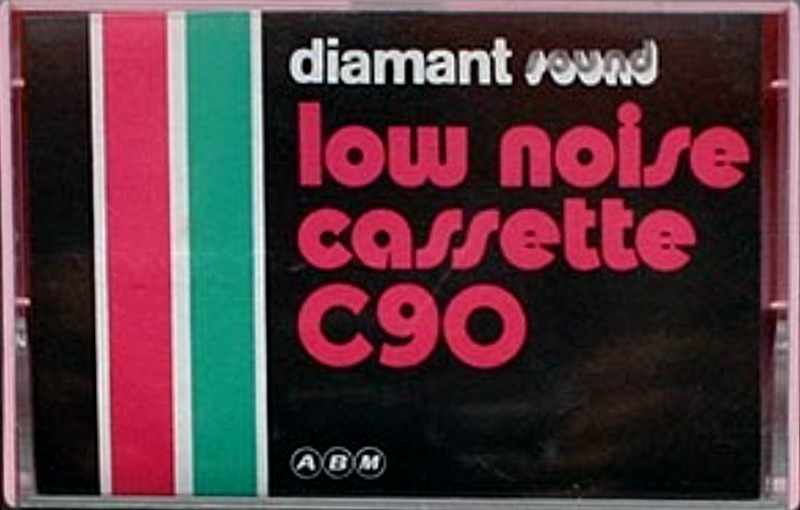 diamant sound
low noise
cassette
C90
ABM